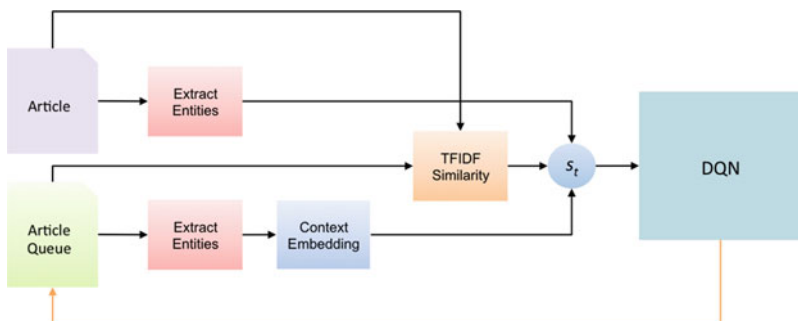 Article
Extract
Entities
TFIDF
Similarity
s_t
DQN
Article
Queue
Extract
Entities
Context
Embedding